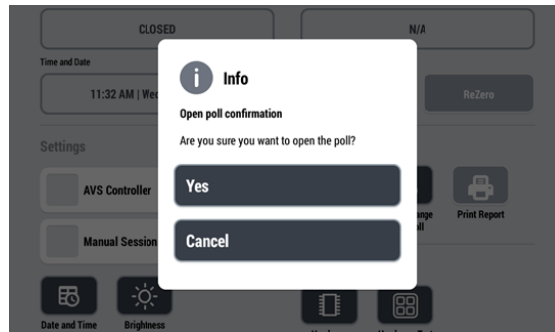 CLOSED
N/A
Time and Date
11:32 AM | Wed
ReZero
Info
Open poll confirmation
Are you sure you want to open the poll?
Yes
Cancel
Settings
AVS Controller
Manual Session
Print Report
Date and Time
Brightness